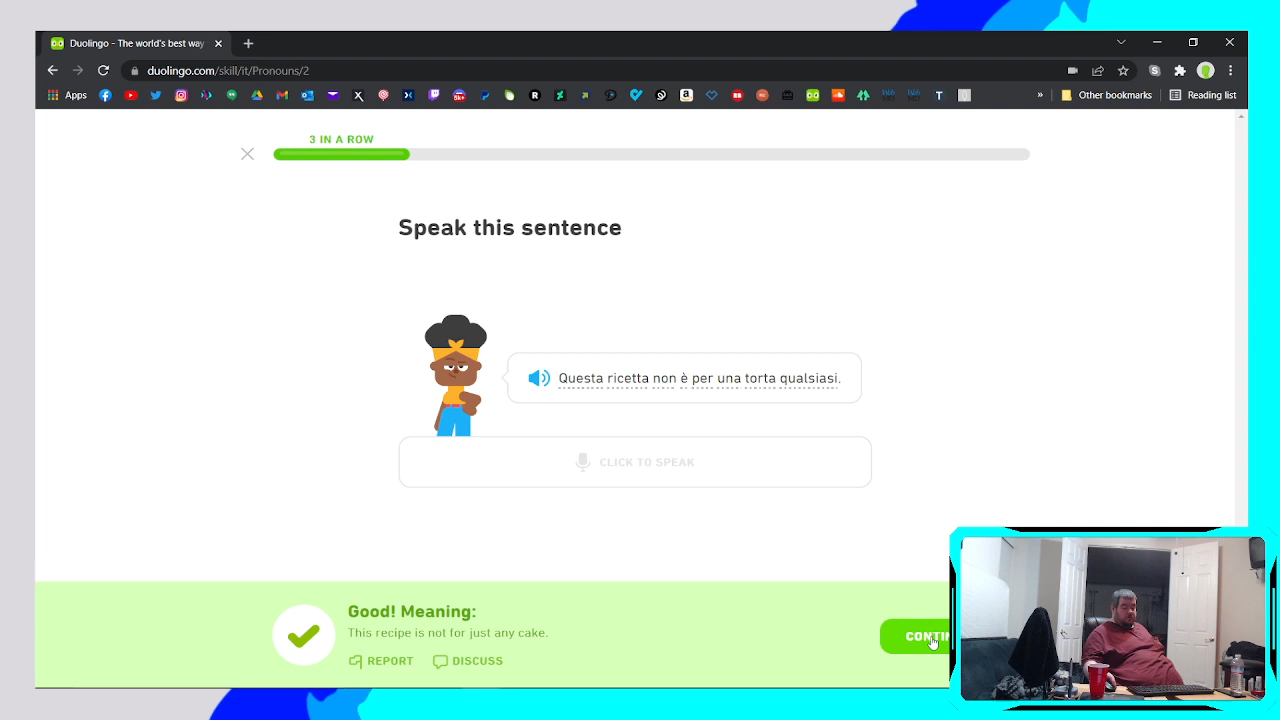 Duolingo - The world's best way
duolingo.com/skill/it/Pronouns/2
Apps
Other bookmarks
Reading list
3 IN A ROW
Speak this sentence
Questa ricetta non è per una torta qualsiasi.
CLICK TO SPEAK
Good! Meaning:
This recipe is not for just any cake.
REPORT
DISCUSS
CONTIN